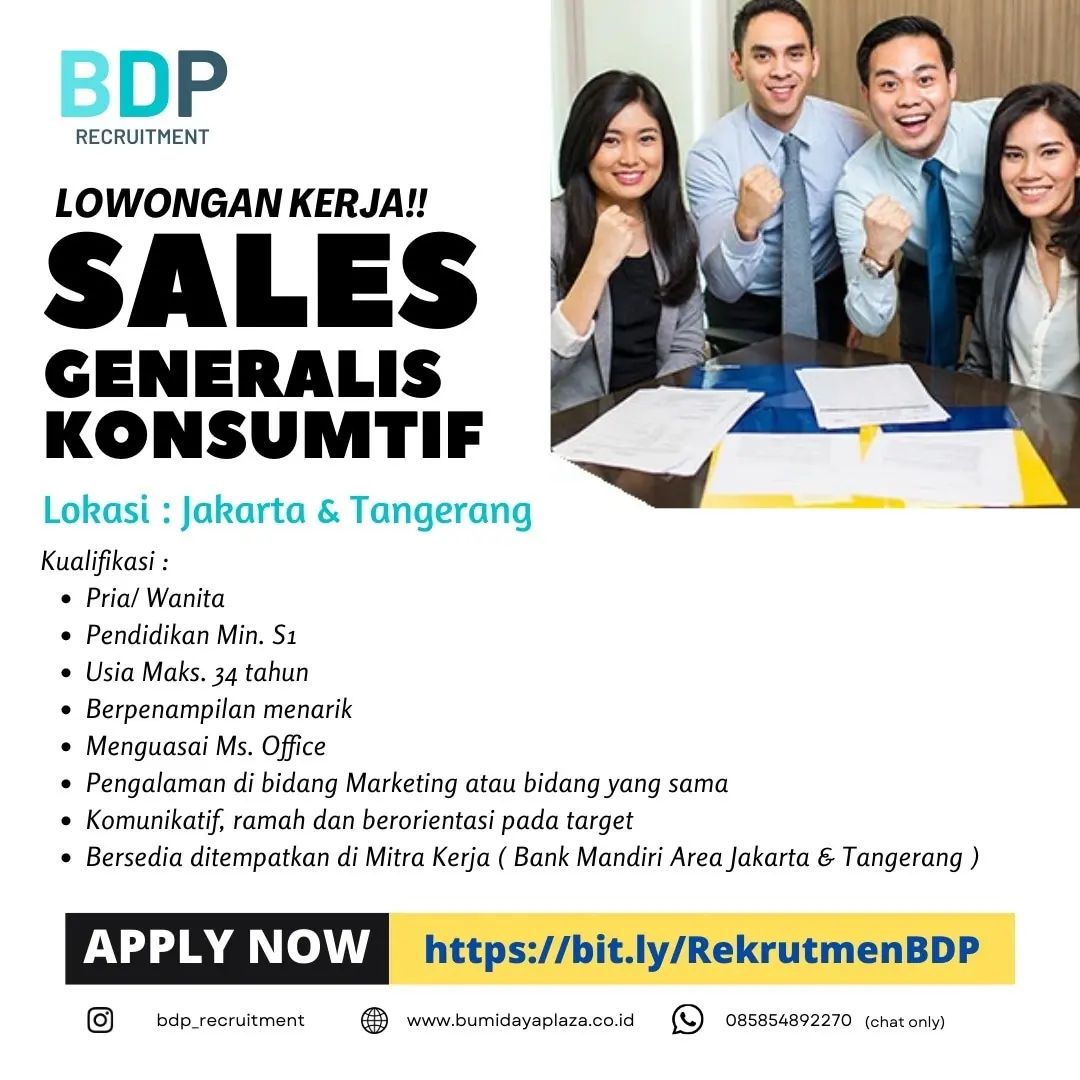 BDP
RECRUITMENT
LOWONGAN KERJA!!
SALES
GENERALIS
KONSUMTIF
Lokasi : Jakarta & Tangerang
Kualifikasi :
• Pria/ Wanita
• Pendidikan Min. S1
• Usia Maks. 34 tahun
• Berpenampilan menarik
• Menguasai Ms. Office
• Pengalaman di bidang Marketing atau bidang yang sama
• Komunikatif, ramah dan berorientasi pada target
• Bersedia ditempatkan di Mitra Kerja ( Bank Mandiri Area Jakarta & Tangerang )
APPLY NOW https://bit.ly/RekrutmenBDP
bdp_recruitment www.bumidayaplaza.co.id 085854892270 (chat only)